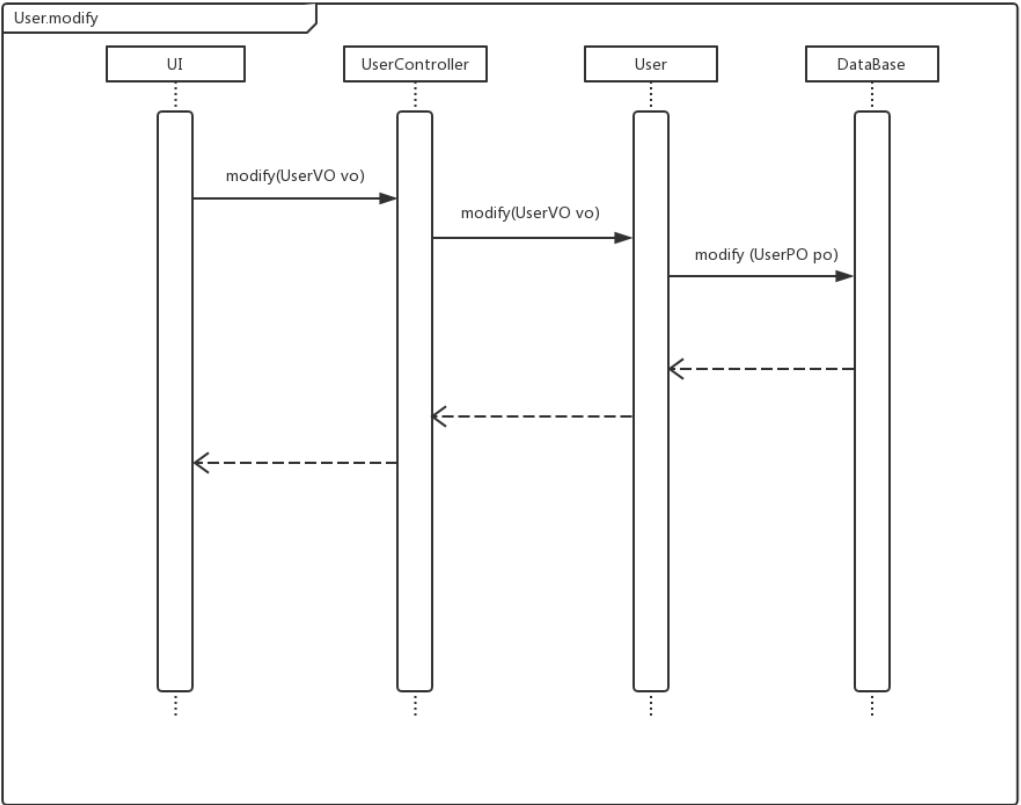 User.modify
UI
UserController
User
DataBase
modify(UserVO vo)
modify(UserVO vo)
modify (UserPO po)